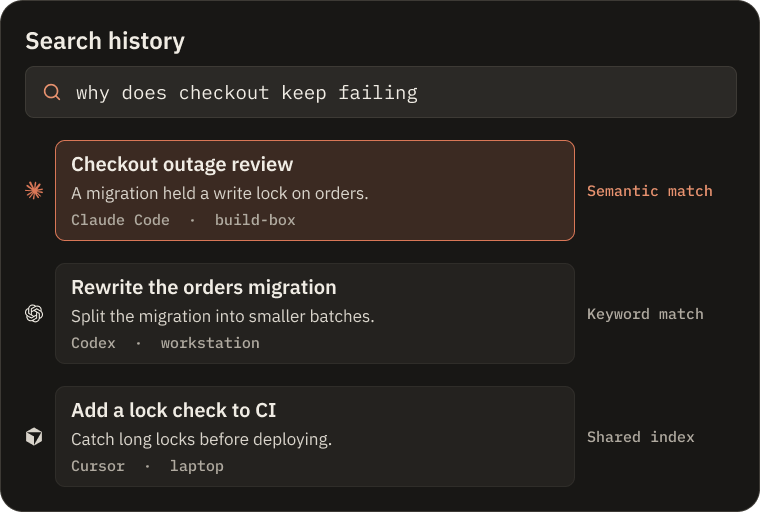 Search history
why does checkout keep failing
Checkout outage review
A migration held a write lock on orders.
Claude Code · build-box
Semantic match
Rewrite the orders migration
Split the migration into smaller batches.
Codex · workstation
Keyword match
Add a lock check to CI
Catch long locks before deploying.
Cursor · laptop
Shared index